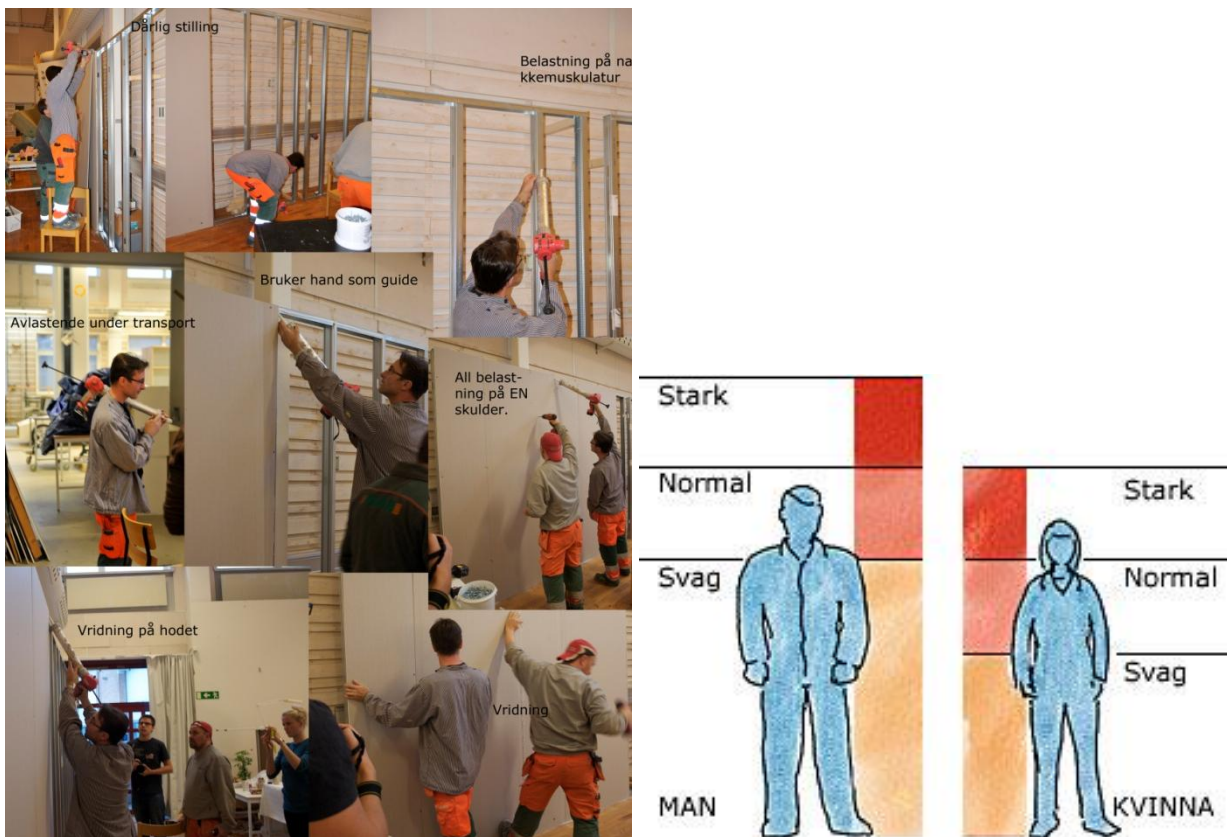 Dårlig stilling
Belastning på na
kkemuskulatur
Bruker hand som guide
Avlastende under transport
All belast-
ning på EN
skulder.
Vridning på hodet
Vridning
Stark
Normal
Svag
MAN
Stark
Normal
Svag
KVINNA